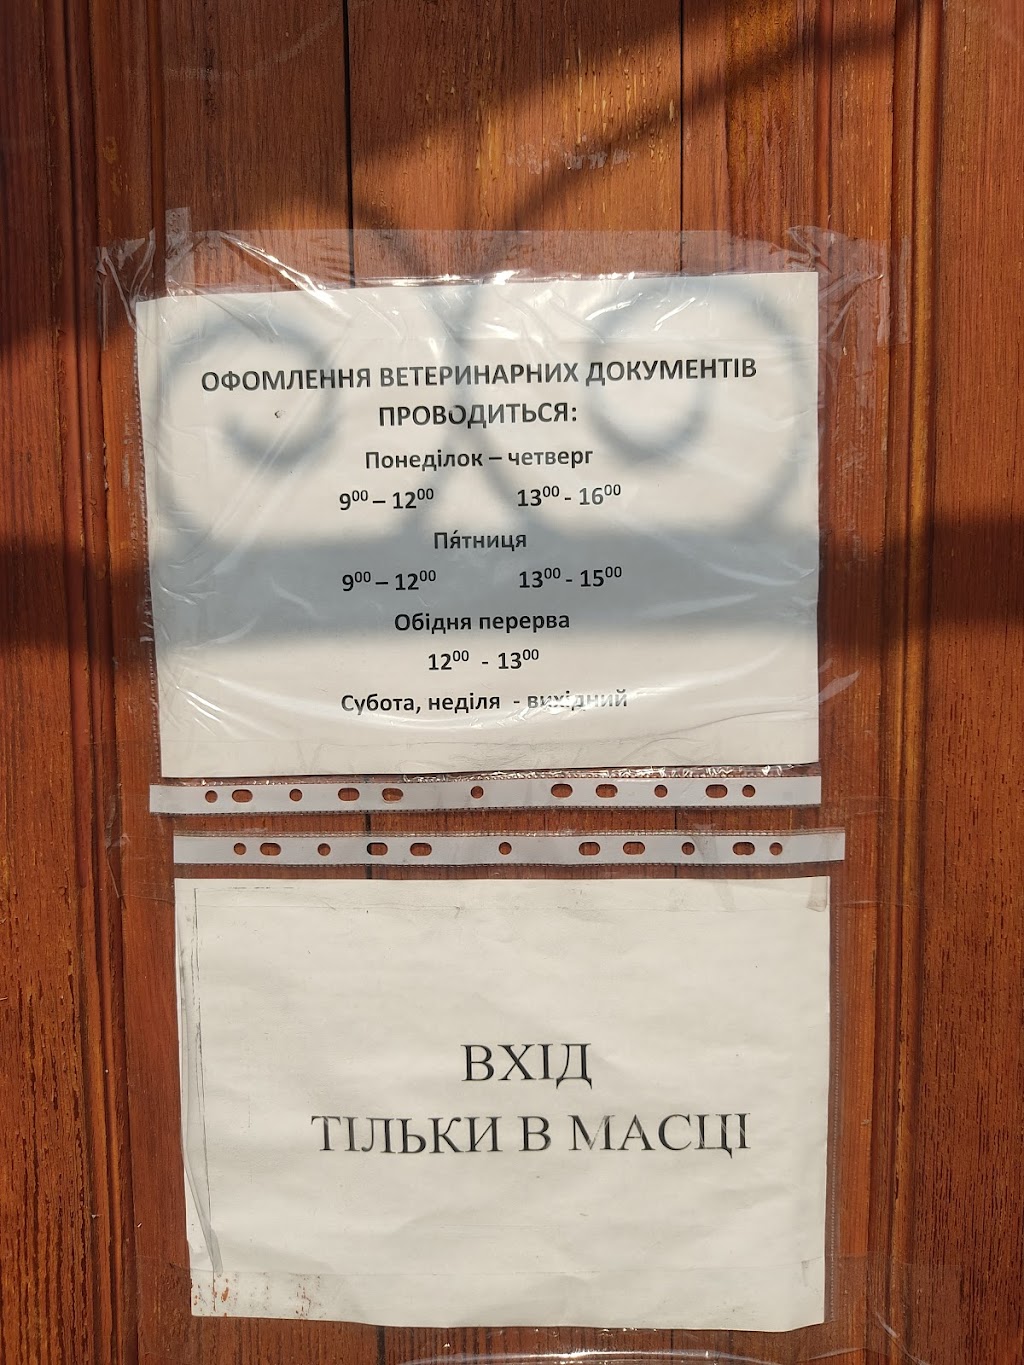 ОФОМЛЕННЯ ВЕТЕРИНАРНИХ ДОКУМЕНТІВ
ПРОВОДИТЬСЯ:
Понеділок – четверг
9⁰⁰ – 12⁰⁰ 13⁰⁰ - 16⁰⁰
Пя́тниця
9⁰⁰ – 12⁰⁰ 13⁰⁰ - 15⁰⁰
Обідня перерва
12⁰⁰ - 13⁰⁰
Субота, неділя - вихідний
ВХІД
ТІЛЬКИ В МАСЦІ